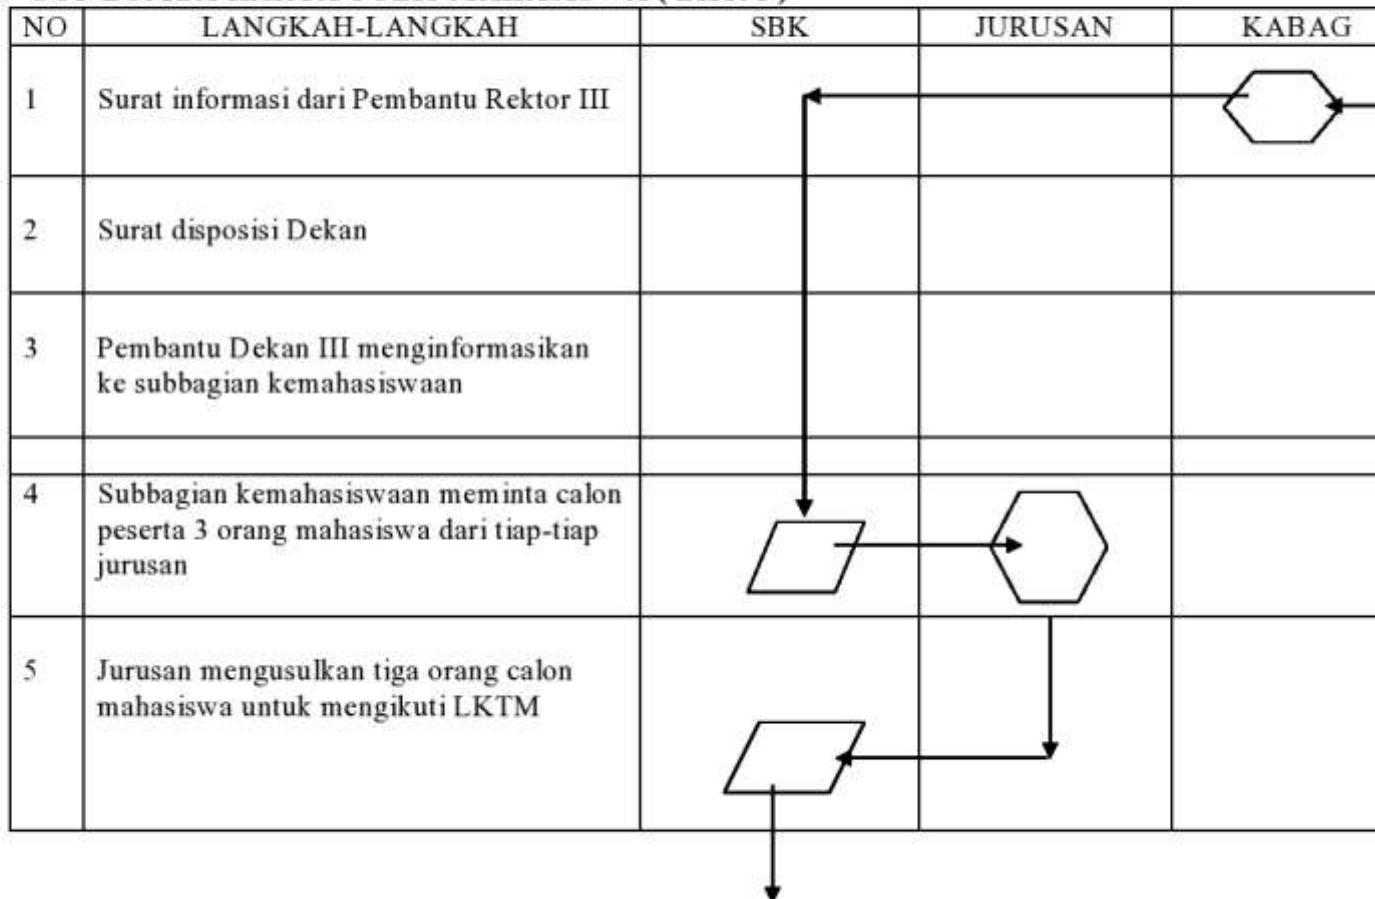 NO LANGKAH-LANGKAH SBK JURUSAN KABAG
1 Surat informasi dari Pembantu Rektor III
2 Surat disposisi Dekan
3 Pembantu Dekan III menginformasikan
ke subbagian kemahasiswaan
4 Subbagian kemahasiswaan meminta calon
peserta 3 orang mahasiswa dari tiap-tiap
jurusan
5 Jurusan mengusulkan tiga orang calon
mahasiswa untuk mengikuti LKTM